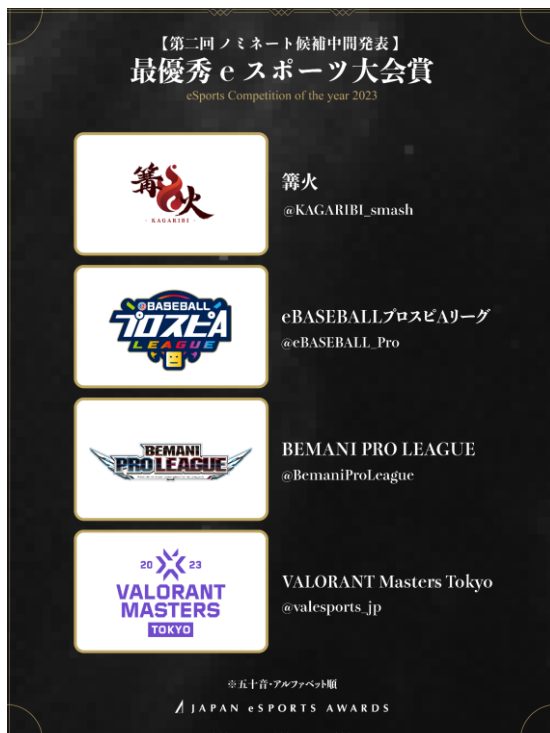 【第二回 ノミネート候補中間発表】
最優秀 e スポーツ大会賞
eSports Competition of the year 2023
篝火
- KAGARIBI -
篝火
@KAGARIBI_smash
eBASEBALL
プロスピA
LEAGUE
eBASEBALLプロスピAリーグ
@eBASEBALL_Pro
BEMANI
PRO LEAGUE
BEMANI PRO LEAGUE
@BemaniProLeague
20 23
VALORANT
MASTERS
TOKYO
VALORANT Masters Tokyo
@valesports_jp
※五十音・アルファベット順
JAPAN eSPORTS AWARDS